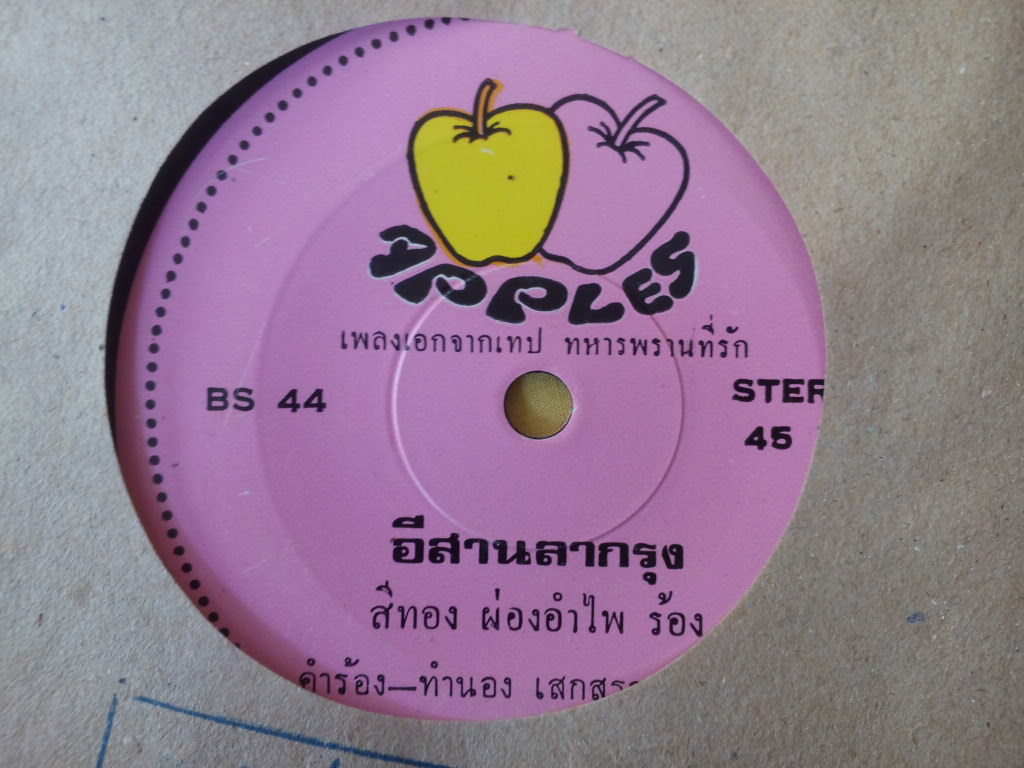 APPLES
เพลงเอกจากเทป ทหารพรานที่รัก
BS 44
STER
45
อีสานลากรุง
สีทอง ผ่องอำไพ ร้อง
คำร้อง—ทำนอง